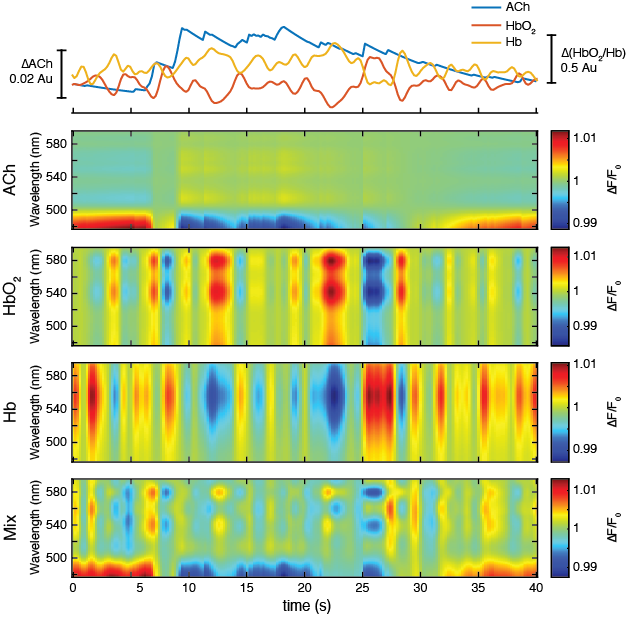 ACh
HbO2
Hb
ΔACh
0.02 Au
Δ(HbO2/Hb)
0.5 Au
ACh
Wavelength (nm)
580
540
500
1.01
1
0.99
ΔF/F0
HbO2
Wavelength (nm)
580
540
500
1.01
1
0.99
ΔF/F0
Hb
Wavelength (nm)
580
540
500
1.01
1
0.99
ΔF/F0
Mix
Wavelength (nm)
580
540
500
1.01
1
0.99
ΔF/F0
0 5 10 15 20 25 30 35 40
time (s)